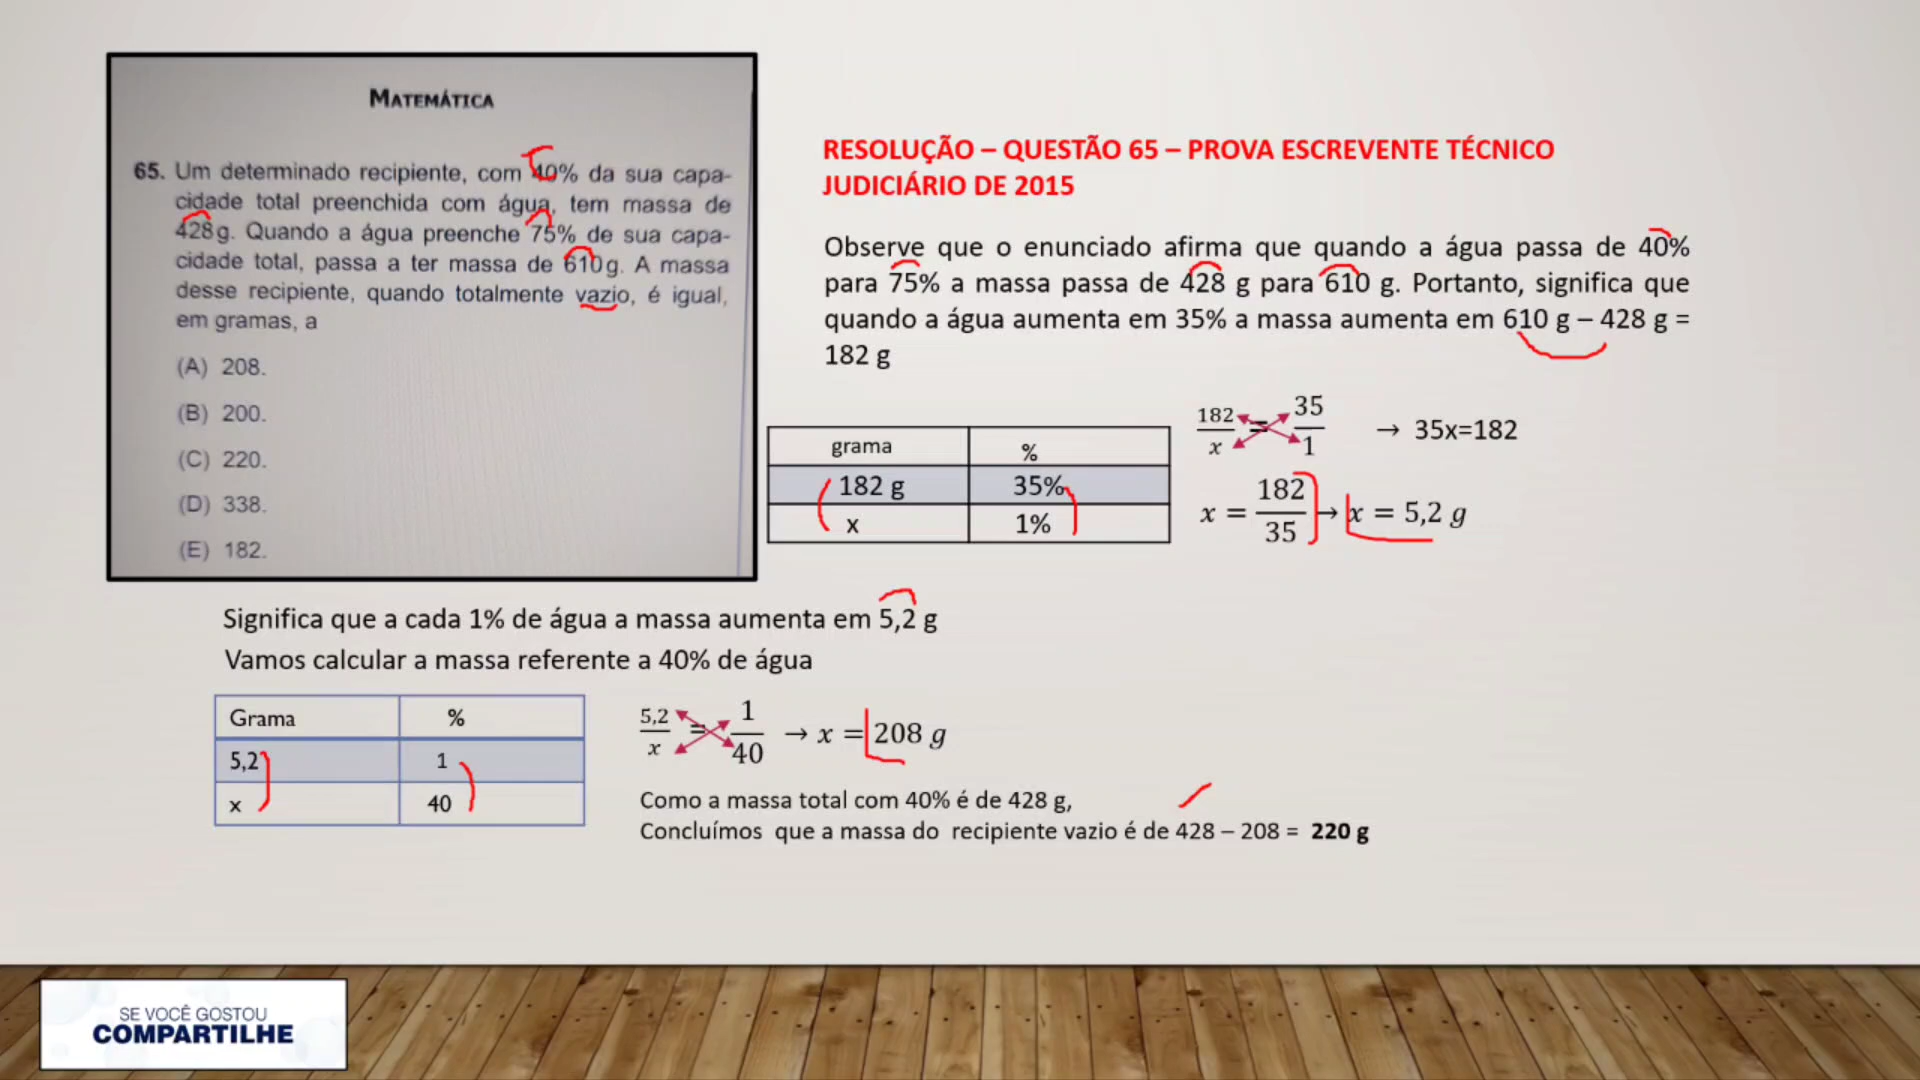 MATEMÁTICA
65. Um determinado recipiente, com 40% da sua capa-
cidade total preenchida com água, tem massa de
428g. Quando a água preenche 75% de sua capa-
cidade total, passa a ter massa de 610g. A massa
desse recipiente, quando totalmente vazio, é igual,
em gramas, a
(A) 208.
(B) 200.
(C) 220.
(D) 338.
(E) 182.
RESOLUÇÃO – QUESTÃO 65 – PROVA ESCREVENTE TÉCNICO
JUDICIÁRIO DE 2015
Observe que o enunciado afirma que quando a água passa de 40%
para 75% a massa passa de 428 g para 610 g. Portanto, significa que
quando a água aumenta em 35% a massa aumenta em 610 g – 428 g =
182 g
grama %
182 g 35%
x 1%
182/x = 35/1 → 35x=182
x = 182/35 → x = 5,2 g
Significa que a cada 1% de água a massa aumenta em 5,2 g
Vamos calcular a massa referente a 40% de água
Grama %
5,2 1
x 40
5,2/x = 1/40 → x = 208 g
Como a massa total com 40% é de 428 g,
Concluímos que a massa do recipiente vazio é de 428 – 208 = 220 g
SE VOCÊ GOSTOU
COMPARTILHE